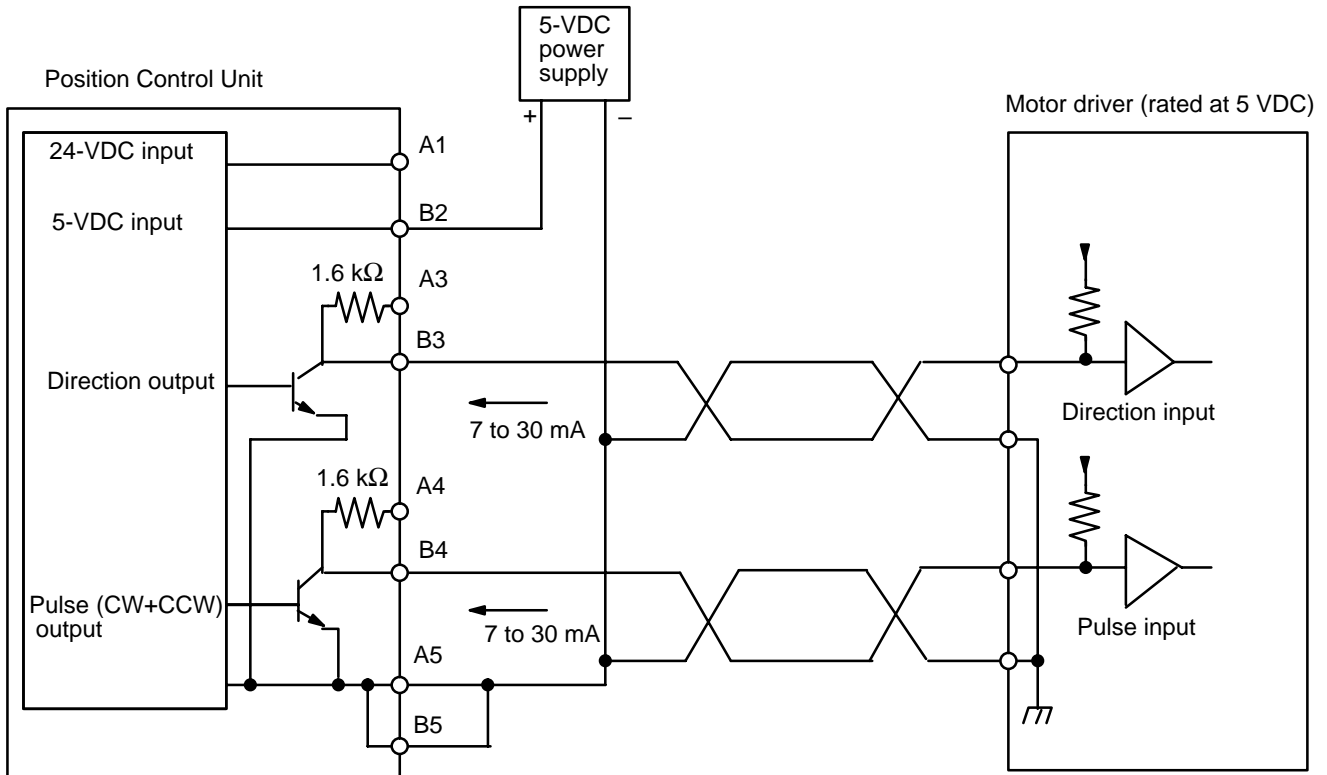 5-VDC
power
supply
+
–
Position Control Unit
Motor driver (rated at 5 VDC)
24-VDC input
A1
5-VDC input
B2
1.6 kΩ
A3
B3
Direction output
7 to 30 mA
Direction input
1.6 kΩ
A4
B4
Pulse (CW+CCW)
output
7 to 30 mA
Pulse input
A5
B5